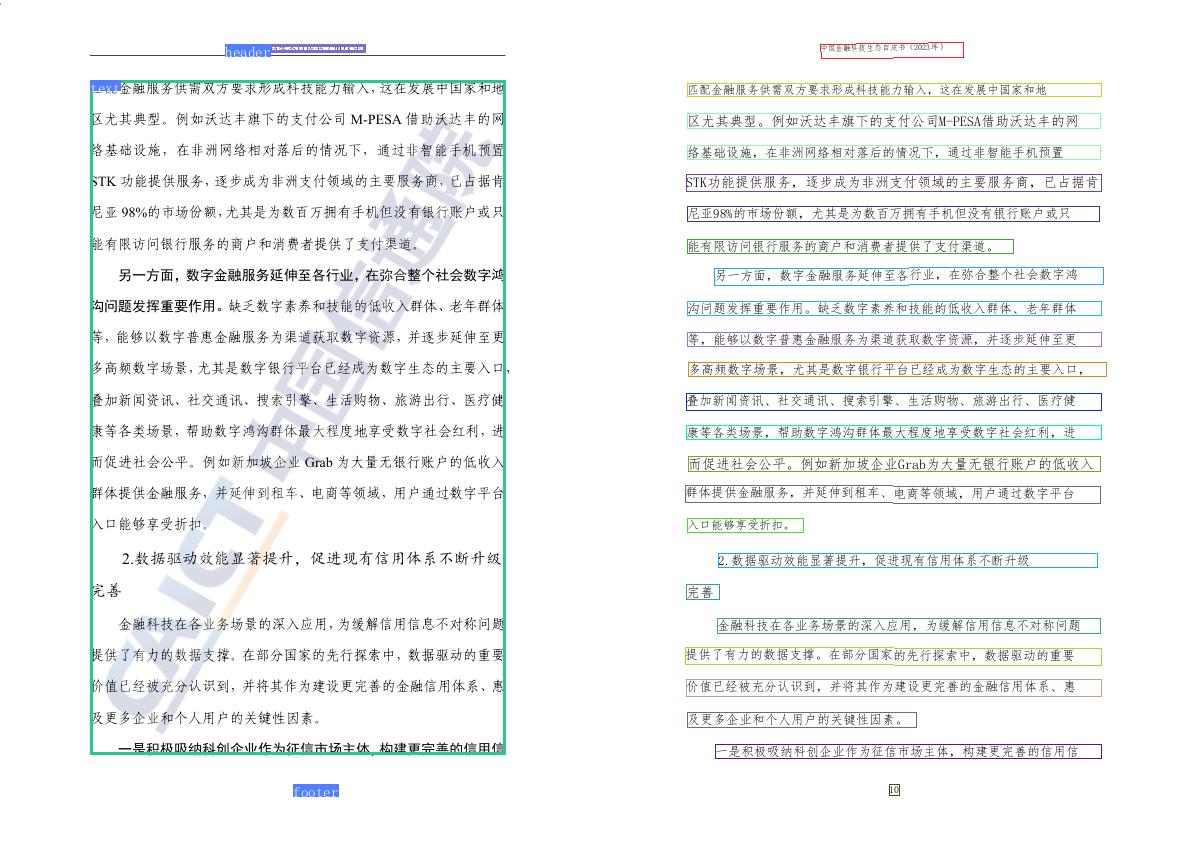 header
text
金融服务供需双方要求形成科技能力输入,这在发展中国家和地
区尤其典型。例如沃达丰旗下的支付公司 M-PESA 借助沃达丰的网
络基础设施，在非洲网络相对落后的情况下，通过非智能手机预置
STK 功能提供服务,逐步成为非洲支付领域的主要服务商,已占据肯
尼亚 98%的市场份额,尤其是为数百万拥有手机但没有银行账户或只
能有限访问银行服务的商户和消费者提供了支付渠道。
另一方面，数字金融服务延伸至各行业，在弥合整个社会数字鸿
沟问题发挥重要作用。缺乏数字素养和技能的低收入群体、老年群体
等，能够以数字普惠金融服务为渠道获取数字资源，并逐步延伸至更
多高频数字场景,尤其是数字银行平台已经成为数字生态的主要入口,
叠加新闻资讯、社交通讯、搜索引擎、生活购物、旅游出行、医疗健
康等各类场景，帮助数字鸿沟群体最大程度地享受数字社会红利，进
而促进社会公平。例如新加坡企业 Grab 为大量无银行账户的低收入
群体提供金融服务，并延伸到租车、电商等领域，用户通过数字平台
入口能够享受折扣。
2.数据驱动效能显著提升，促进现有信用体系不断升级
完善
金融科技在各业务场景的深入应用,为缓解信用信息不对称问题
提供了有力的数据支撑。在部分国家的先行探索中，数据驱动的重要
价值已经被充分认识到,并将其作为建设更完善的金融信用体系、惠
及更多企业和个人用户的关键性因素。
一是积极吸纳科创企业作为征信市场主体，构建更完善的信用信
footer
CAICT 中国信通院
中国金融科技生态白皮书（2023年）
匹配金融服务供需双方要求形成科技能力输入，这在发展中国家和地
区尤其典型。例如沃达丰旗下的支付公司M-PESA借助沃达丰的网
络基础设施，在非洲网络相对落后的情况下，通过非智能手机预置
STK功能提供服务，逐步成为非洲支付领域的主要服务商，已占据肯
尼亚98%的市场份额，尤其是为数百万拥有手机但没有银行账户或只
能有限访问银行服务的商户和消费者提供了支付渠道。
另一方面，数字金融服务延伸至各行业，在弥合整个社会数字鸿
沟问题发挥重要作用。缺乏数字素养和技能的低收入群体、老年群体
等，能够以数字普惠金融服务为渠道获取数字资源，并逐步延伸至更
多高频数字场景，尤其是数字银行平台已经成为数字生态的主要入口，
叠加新闻资讯、社交通讯、搜索引擎、生活购物、旅游出行、医疗健
康等各类场景，帮助数字鸿沟群体最大程度地享受数字社会红利，进
而促进社会公平。例如新加坡企业Grab为大量无银行账户的低收入
群体提供金融服务，并延伸到租车、电商等领域，用户通过数字平台
入口能够享受折扣。
2.数据驱动效能显著提升，促进现有信用体系不断升级
完善
金融科技在各业务场景的深入应用，为缓解信用信息不对称问题
提供了有力的数据支撑。在部分国家的先行探索中，数据驱动的重要
价值已经被充分认识到，并将其作为建设更完善的金融信用体系、惠
及更多企业和个人用户的关键性因素。
一是积极吸纳科创企业作为征信市场主体，构建更完善的信用信
10